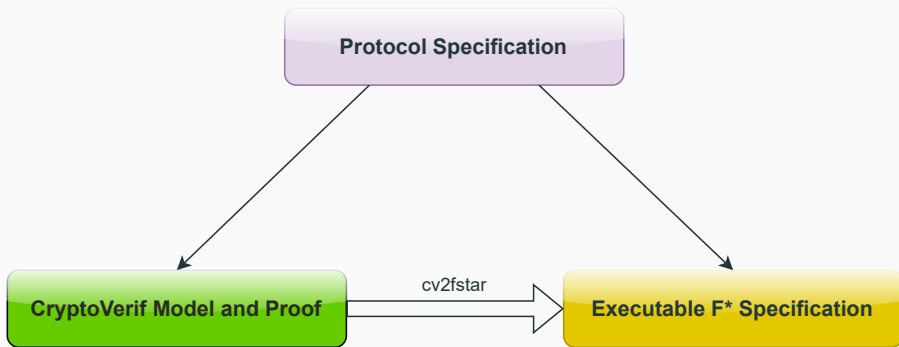 Protocol Specification
cv2fstar
CryptoVerif Model and Proof
Executable F* Specification